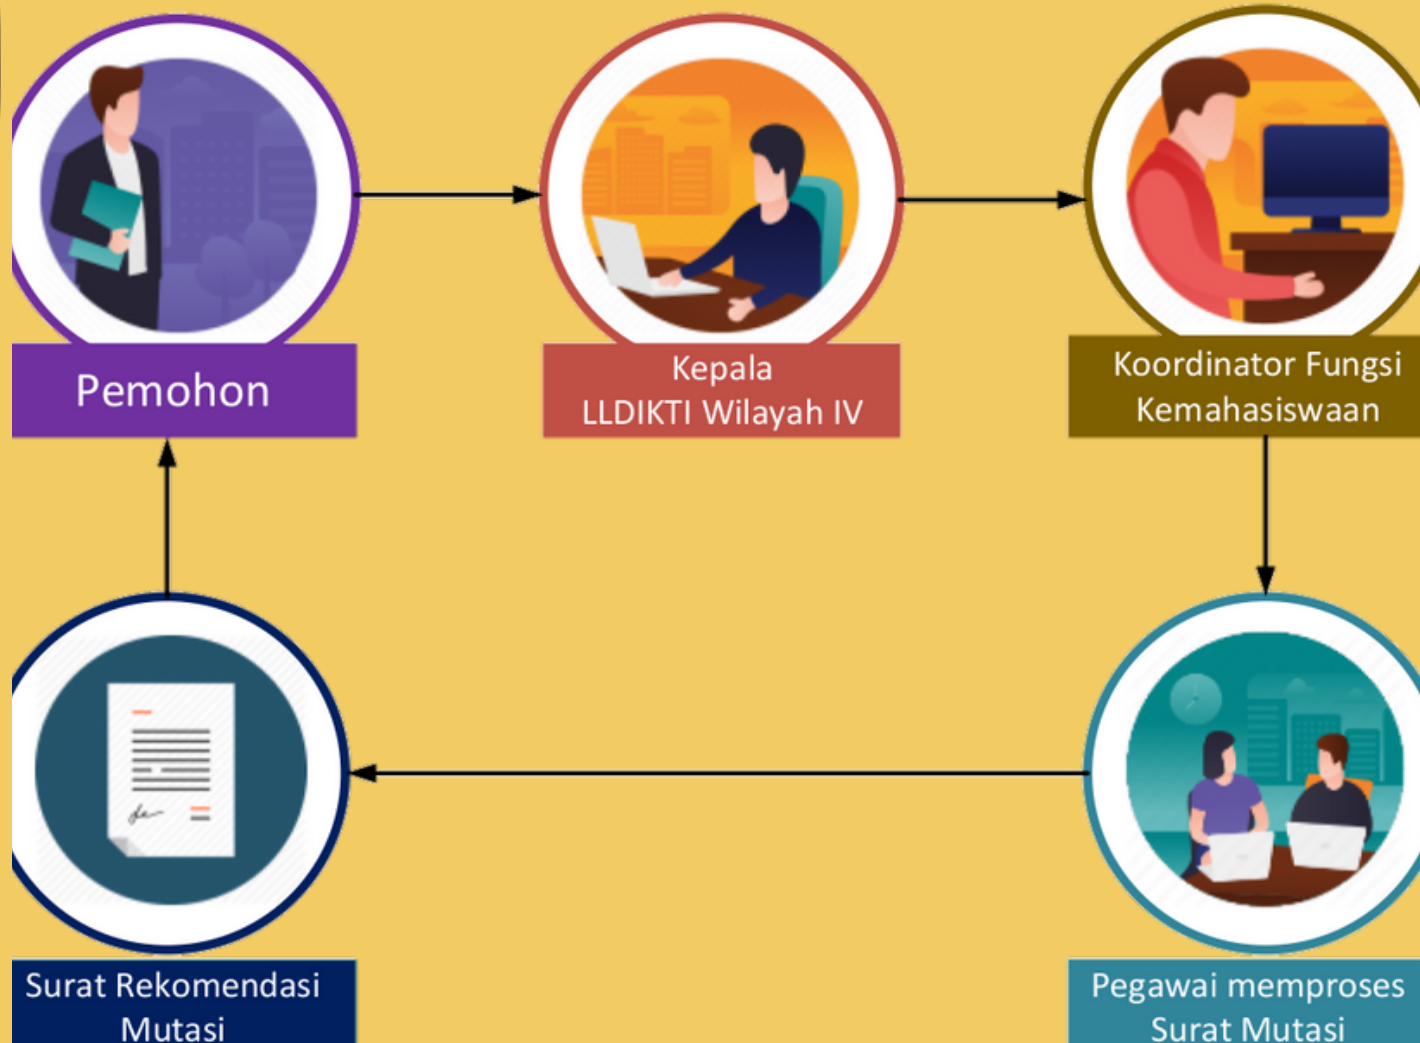 Pemohon
Kepala
LLDIKTI Wilayah IV
Koordinator Fungsi
Kemahasiswaan
Surat Rekomendasi
Mutasi
Pegawai memproses
Surat Mutasi